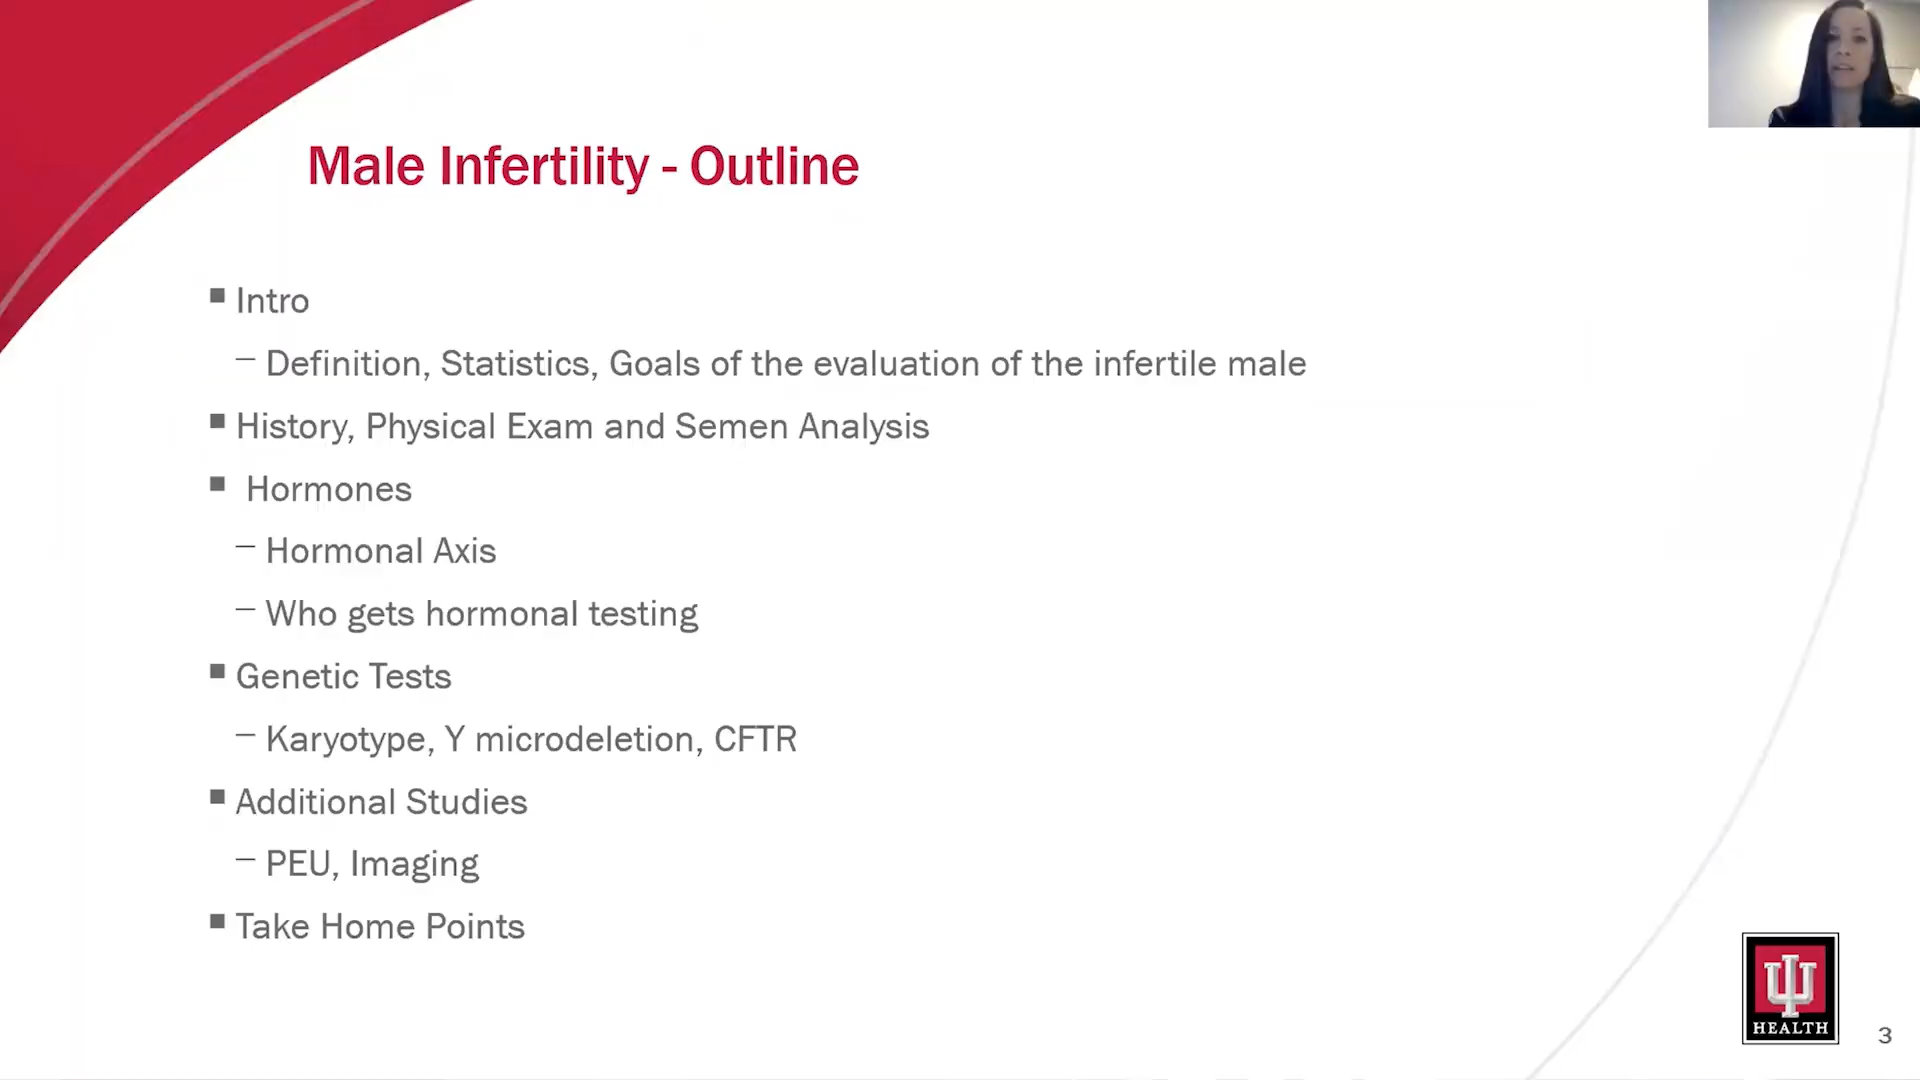 Male Infertility - Outline
▪ Intro
– Definition, Statistics, Goals of the evaluation of the infertile male
▪ History, Physical Exam and Semen Analysis
▪ Hormones
– Hormonal Axis
– Who gets hormonal testing
▪ Genetic Tests
– Karyotype, Y microdeletion, CFTR
▪ Additional Studies
– PEU, Imaging
▪ Take Home Points
HEALTH
3